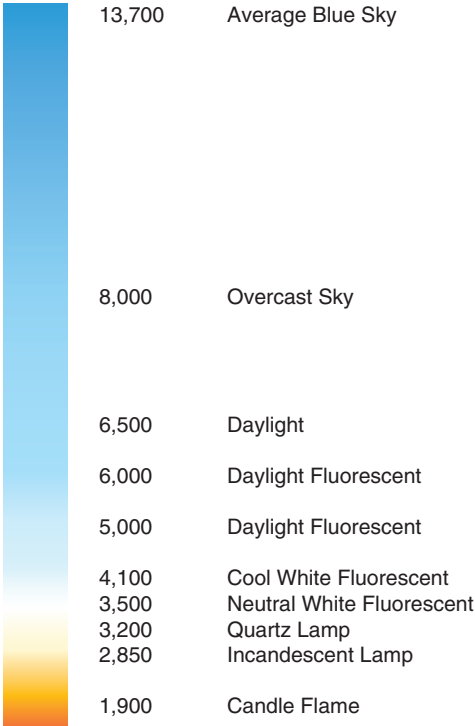 13,700 Average Blue Sky
8,000 Overcast Sky
6,500 Daylight
6,000 Daylight Fluorescent
5,000 Daylight Fluorescent
4,100 Cool White Fluorescent
3,500 Neutral White Fluorescent
3,200 Quartz Lamp
2,850 Incandescent Lamp
1,900 Candle Flame